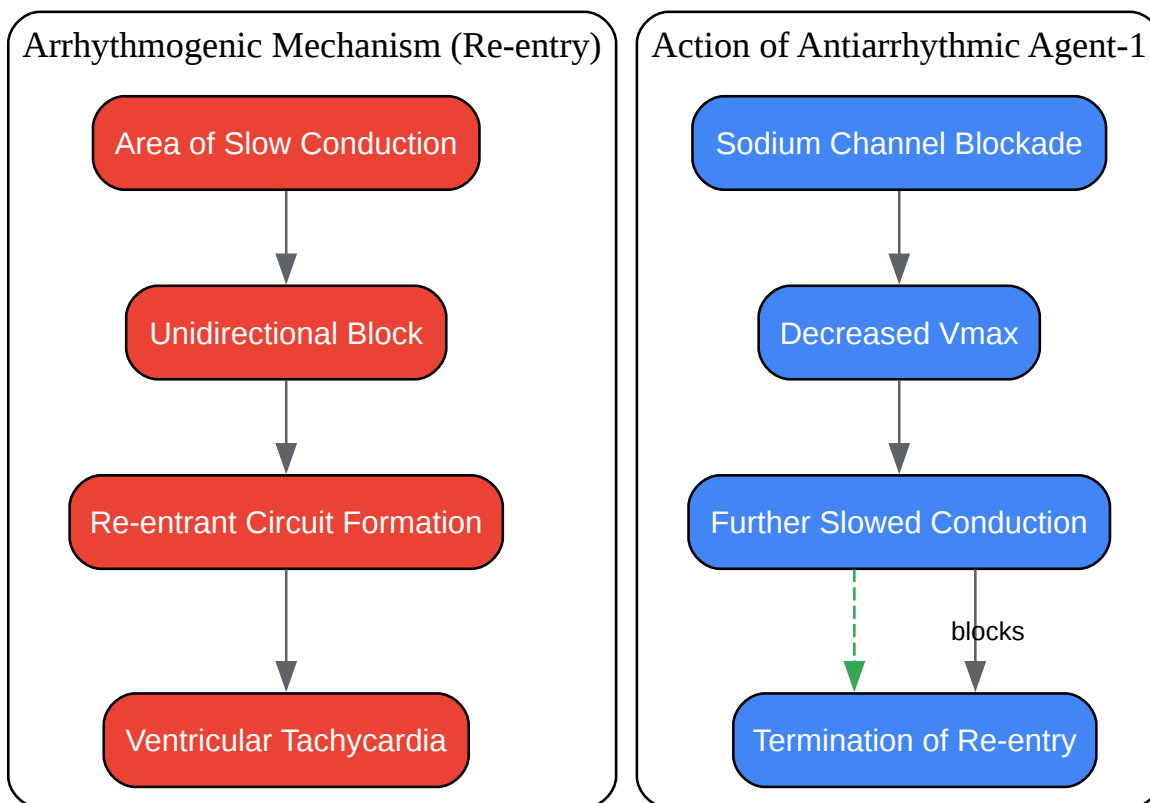 Arrhythmogenic Mechanism (Re-entry)
Area of Slow Conduction
Unidirectional Block
Re-entrant Circuit Formation
Ventricular Tachycardia
Action of Antiarrhythmic Agent-1
Sodium Channel Blockade
Decreased Vmax
Further Slowed Conduction
blocks
Termination of Re-entry